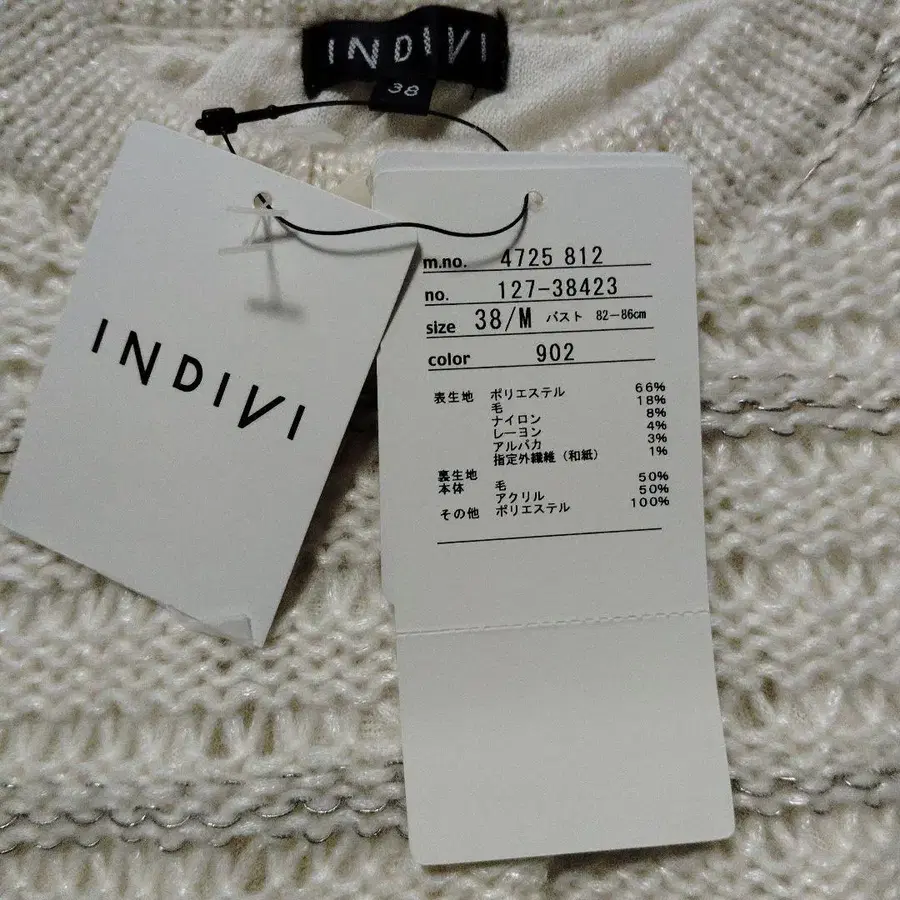 INDIVI
38
INDIVI
m.no. 4725 812
no. 127-38423
size 38/M バスト 82-86cm
color 902
表生地 ポリエステル 66%
毛 18%
ナイロン 8%
レーヨン 4%
アルパカ 3%
指定外繊維（和紙） 1%
裏生地
本体 毛 50%
アクリル 50%
その他 ポリエステル 100%